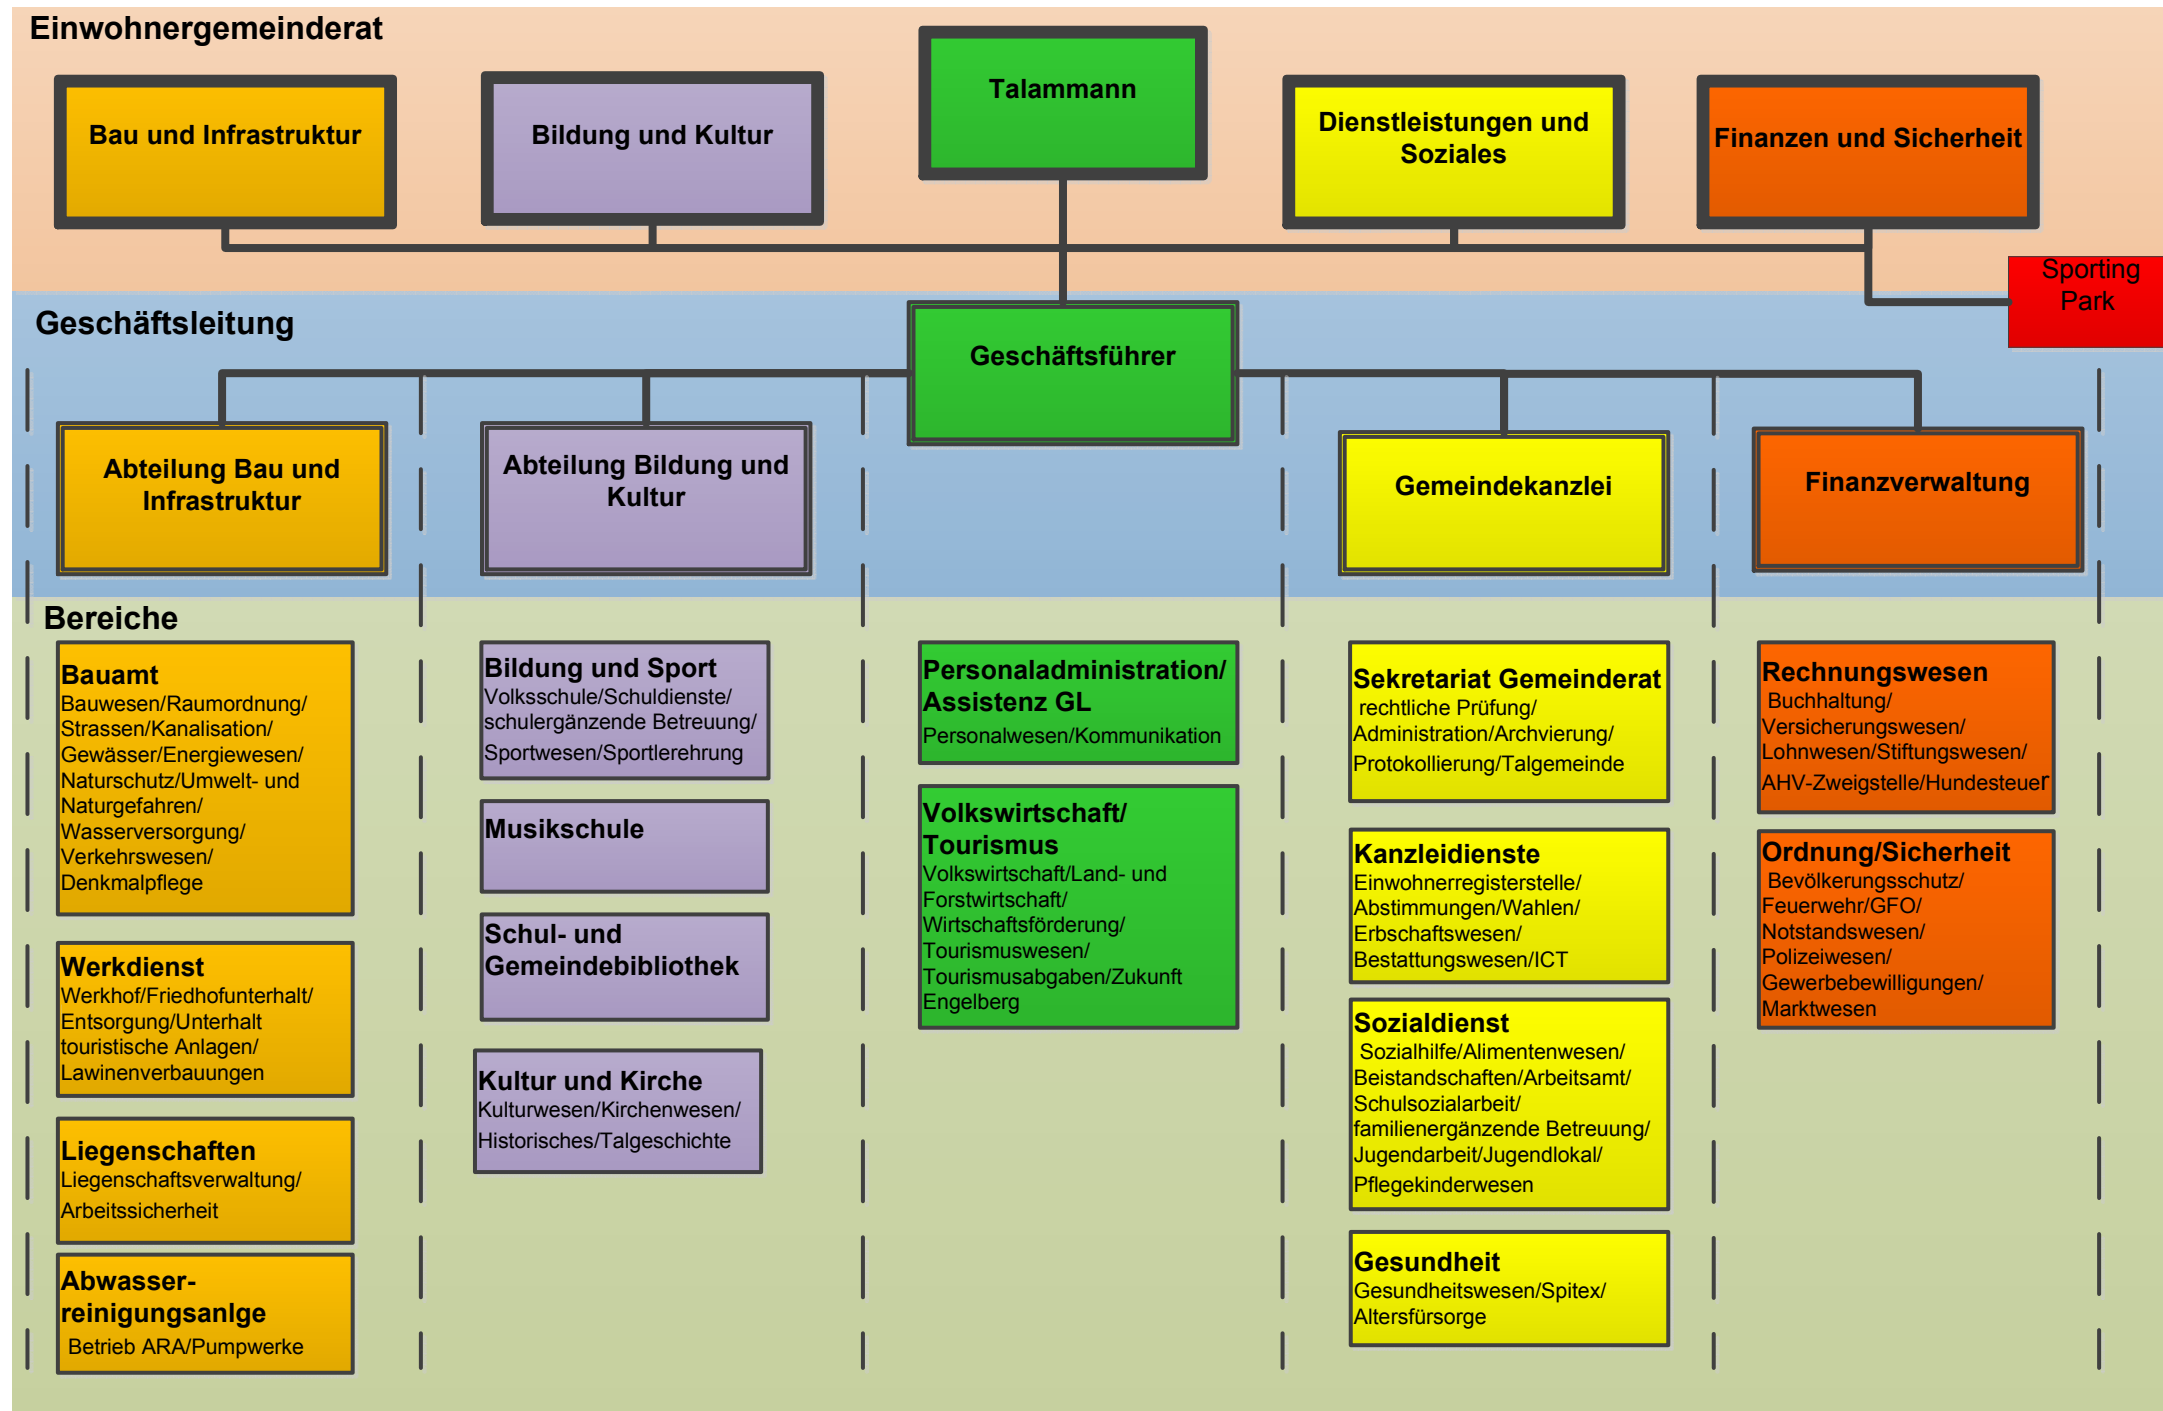 Einwohnergemeinderat
Bau und Infrastruktur
Bildung und Kultur
Talammann
Dienstleistungen und
Soziales
Finanzen und Sicherheit
Sporting
Park
Geschäftsleitung
Geschäftsführer
Abteilung Bau und
Infrastruktur
Abteilung Bildung und
Kultur
Gemeindekanzlei
Finanzverwaltung
Bereiche
Bauamt
Bauwesen/Raumordnung/
Strassen/Kanalisation/
Gewässer/Energiewesen/
Naturschutz/Umwelt- und
Naturgefahren/
Wasserversorgung/
Verkehrswesen/
Denkmalpflege
Werkdienst
Werkhof/Friedhofunterhalt/
Entsorgung/Unterhalt
touristische Anlagen/
Lawinenverbauungen
Liegenschaften
Liegenschaftsverwaltung/
Arbeitssicherheit
Abwasser-
reinigungsanlge
Betrieb ARA/Pumpwerke
Bildung und Sport
Volksschule/Schuldienste/
schulergänzende Betreuung/
Sportwesen/Sportlerehrung
Musikschule
Schul- und
Gemeindebibliothek
Kultur und Kirche
Kulturwesen/Kirchenwesen/
Historisches/Talgeschichte
Personaladministration/
Assistenz GL
Personalwesen/Kommunikation
Volkswirtschaft/
Tourismus
Volkswirtschaft/Land- und
Forstwirtschaft/
Wirtschaftsförderung/
Tourismuswesen/
Tourismusabgaben/Zukunft
Engelberg
Sekretariat Gemeinderat
rechtliche Prüfung/
Administration/Archvierung/
Protokollierung/Talgemeinde
Kanzleidienste
Einwohnerregisterstelle/
Abstimmungen/Wahlen/
Erbschaftswesen/
Bestattungswesen/ICT
Sozialdienst
Sozialhilfe/Alimentenwesen/
Beistandschaften/Arbeitsamt/
Schulsozialarbeit/
familienergänzende Betreuung/
Jugendarbeit/Jugendlokal/
Pflegekinderwesen
Gesundheit
Gesundheitswesen/Spitex/
Altersfürsorge
Rechnungswesen
Buchhaltung/
Versicherungswesen/
Lohnwesen/Stiftungswesen/
AHV-Zweigstelle/Hundesteuer
Ordnung/Sicherheit
Bevölkerungsschutz/
Feuerwehr/GFO/
Notstandswesen/
Polizeiwesen/
Gewerbebewilligungen/
Marktwesen